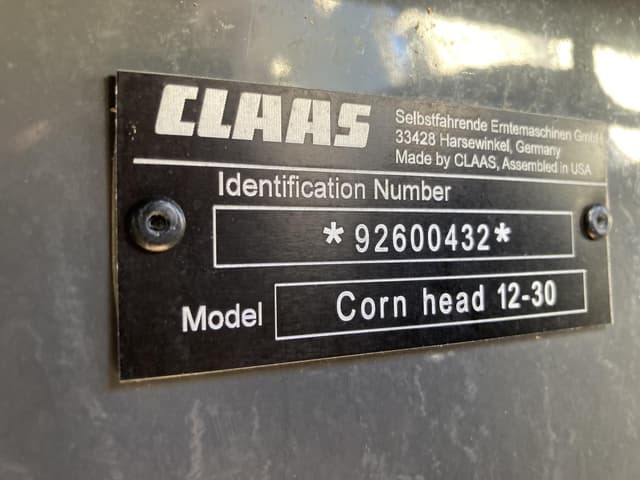 CLAAS
Selbstfahrende Erntemaschinen GmbH
33428 Harsewinkel, Germany
Made by CLAAS, Assembled in USA
Identification Number
*92600432*
Model
Corn head 12-30